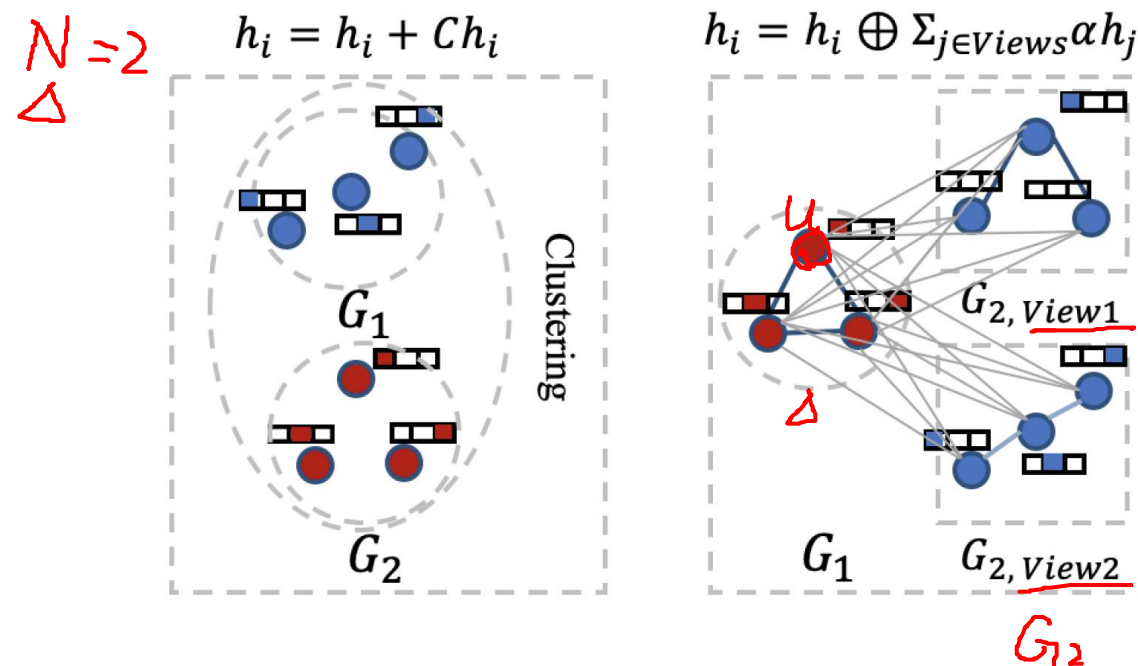 N=2
Δ
h_i = h_i + Ch_i
G_1
Clustering
G_2
h_i = h_i ⊕ Σ_{j∈Views} αh_j
u
G_{2,View1}
Δ
G_1
G_{2,View2}
G_2